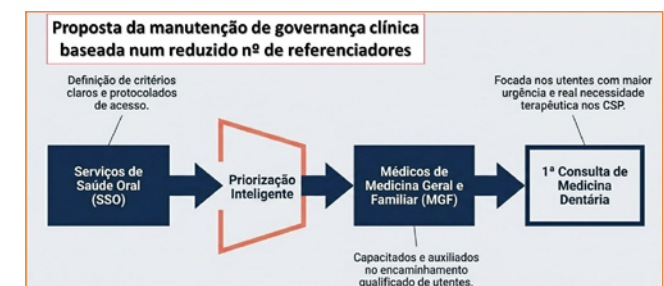 Proposta da manutenção de governança clínica
baseada num reduzido nº de referenciadores
Definição de critérios
claros e protocolados
de acesso.
Focada nos utentes com maior
urgência e real necessidade
terapêutica nos CSP.
Serviços de
Saúde Oral
(SSO)
Priorização
Inteligente
Médicos de
Medicina Geral e
Familiar (MGF)
1ª Consulta de
Medicina
Dentária
Capacitados e auxiliados
no encaminhamento
qualificado de utentes.